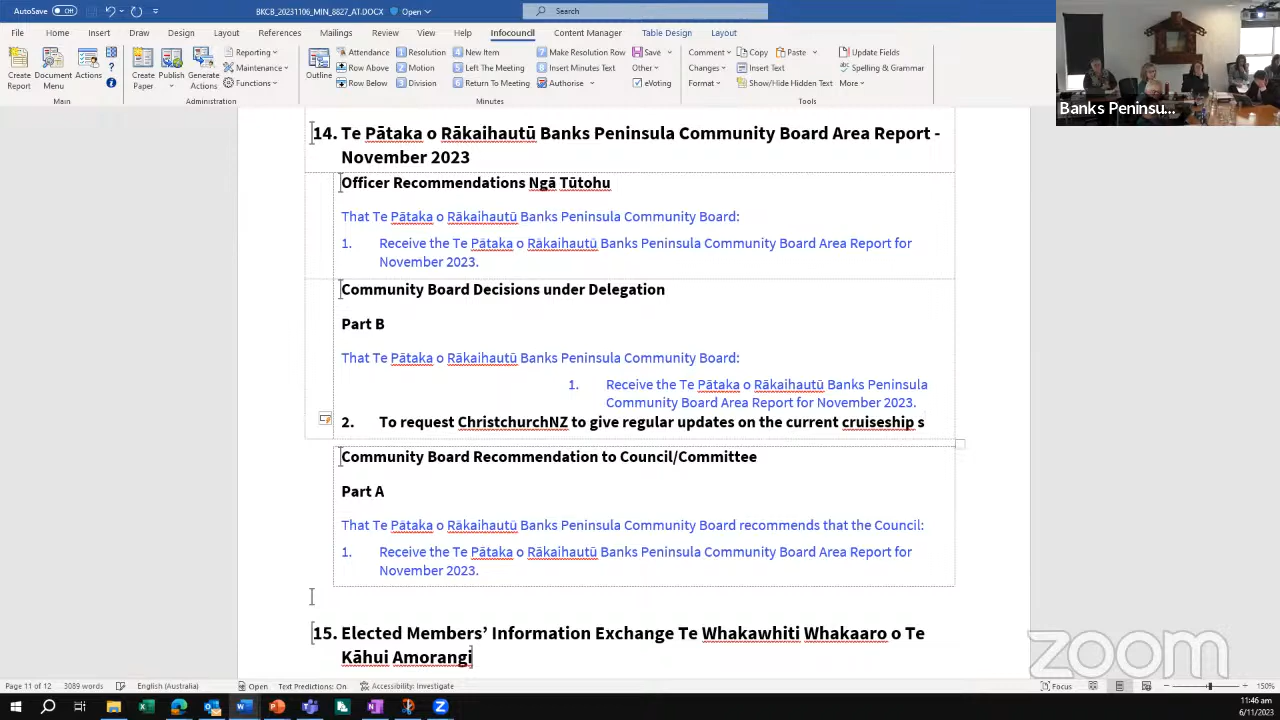 AutoSave Off BKCB_20231106_MIN_8827_AT.DOCX Open Search
File Home Insert Draw Design Layout References Mailings Review View Help Infocouncil Content Manager Table Design Layout
Create Report Document Menu Actions Create Paper Publish Generate Actions Reporting Maintenance Functions Outline Attendance Row Above Row Below 1 Resolution 2 Motion 3 Division 4 New Item 5 Left The Meeting 6 Return To Meeting 7 Make Resolution Row 8 Insert Minutes Text 9 Authorise Save Other eVoting Comment Changes Format Copy Paste Insert Text Show/Hide Hidden Text Update Fields Spelling & Grammar More
Main Administration Minutes Tools
Banks Peninsu...
14. Te Pātaka o Rākaihautū Banks Peninsula Community Board Area Report -
November 2023
Officer Recommendations Ngā Tūtohu
That Te Pātaka o Rākaihautū Banks Peninsula Community Board:
1. Receive the Te Pātaka o Rākaihautū Banks Peninsula Community Board Area Report for
November 2023.
Community Board Decisions under Delegation
Part B
That Te Pātaka o Rākaihautū Banks Peninsula Community Board:
1. Receive the Te Pātaka o Rākaihautū Banks Peninsula
Community Board Area Report for November 2023.
2. To request ChristchurchNZ to give regular updates on the current cruiseship s
Community Board Recommendation to Council/Committee
Part A
That Te Pātaka o Rākaihautū Banks Peninsula Community Board recommends that the Council:
1. Receive the Te Pātaka o Rākaihautū Banks Peninsula Community Board Area Report for
November 2023.
15. Elected Members’ Information Exchange Te Whakawhiti Whakaaro o Te
Kāhui Amorangi
zoom
Page 11 of 12 3089 words English (Australia) Open Text Predictions: On Accessibility: Investigate Focus 150%
11:46 am
6/11/2023